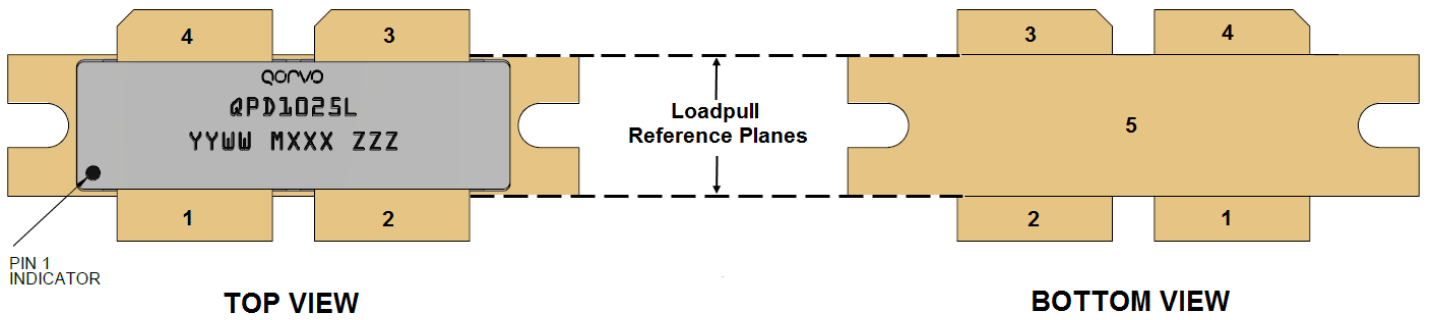 4 3
QORVO
QPD1025L
YYWW MXXX ZZZ
1 2
PIN 1
INDICATOR
TOP VIEW
Loadpull
Reference Planes
3 4
5
2 1
BOTTOM VIEW